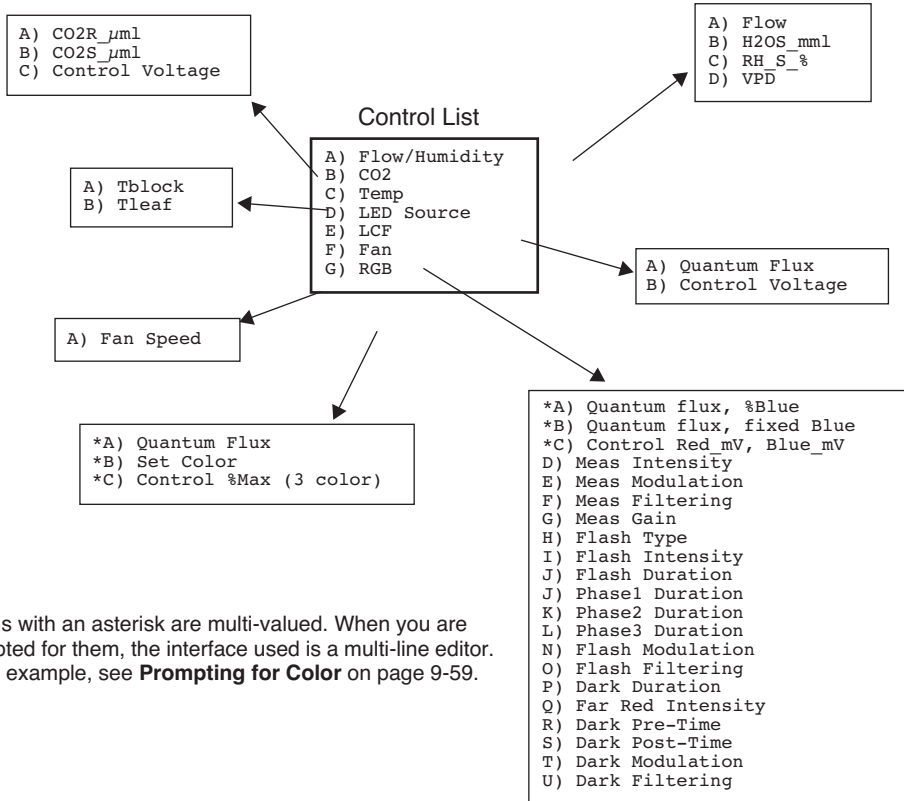 A) CO2R_µml
B) CO2S_µml
C) Control Voltage
A) Flow
B) H2OS_mml
C) RH_S_%
D) VPD
Control List
A) Flow/Humidity
B) CO2
C) Temp
D) LED Source
E) LCF
F) Fan
G) RGB
A) Tblock
B) Tleaf
A) Quantum Flux
B) Control Voltage
A) Fan Speed
*A) Quantum Flux
*B) Set Color
*C) Control %Max (3 color)
*A) Quantum flux, %Blue
*B) Quantum flux, fixed Blue
*C) Control Red_mV, Blue_mV
D) Meas Intensity
E) Meas Modulation
F) Meas Filtering
G) Meas Gain
H) Flash Type
I) Flash Intensity
J) Flash Duration
J) Phase1 Duration
K) Phase2 Duration
L) Phase3 Duration
N) Flash Modulation
O) Flash Filtering
P) Dark Duration
Q) Far Red Intensity
R) Dark Pre-Time
S) Dark Post-Time
T) Dark Modulation
U) Dark Filtering
s with an asterisk are multi-valued. When you are
pted for them, the interface used is a multi-line editor.
example, see Prompting for Color on page 9-59.